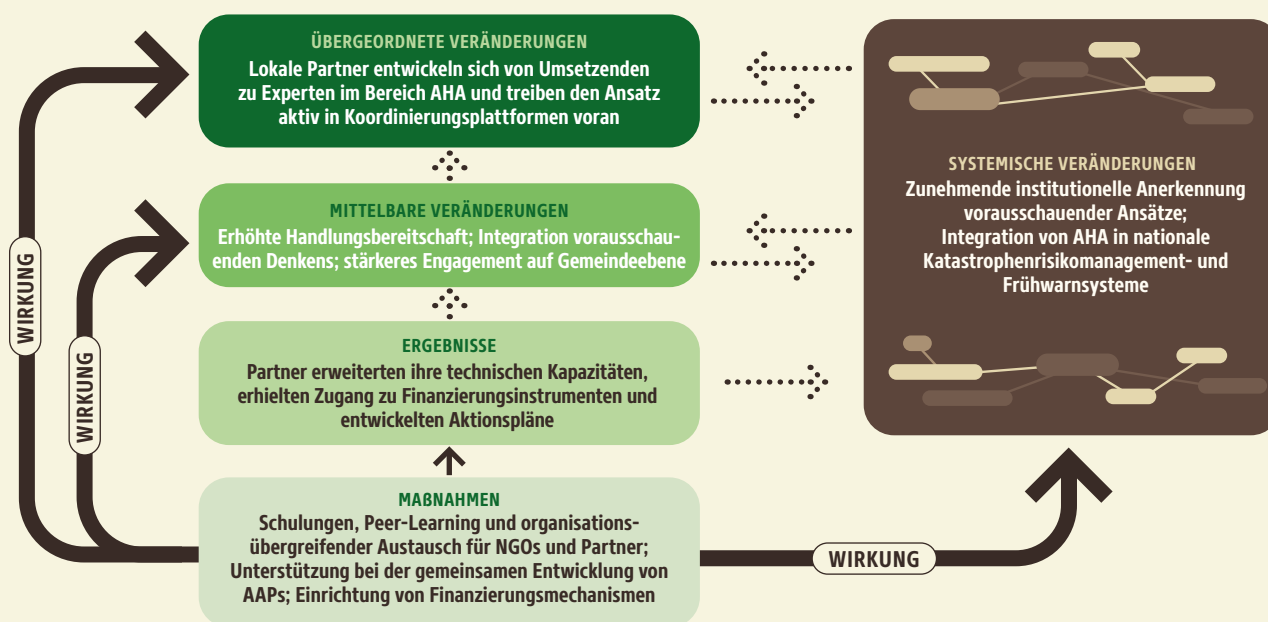 ÜBERGEORDNETE VERÄNDERUNGEN
Lokale Partner entwickeln sich von Umsetzenden
zu Experten im Bereich AHA und treiben den Ansatz
aktiv in Koordinierungsplattformen voran
MITTELBARE VERÄNDERUNGEN
Erhöhte Handlungsbereitschaft; Integration vorausschau-
enden Denkens; stärkeres Engagement auf Gemeindeebene
ERGEBNISSE
Partner erweiterten ihre technischen Kapazitäten,
erhielten Zugang zu Finanzierungsinstrumenten und
entwickelten Aktionspläne
MAẞNAHMEN
Schulungen, Peer-Learning und organisations-
übergreifender Austausch für NGOs und Partner;
Unterstützung bei der gemeinsamen Entwicklung von
AAPs; Einrichtung von Finanzierungsmechanismen
SYSTEMISCHE VERÄNDERUNGEN
Zunehmende institutionelle Anerkennung
vorausschauender Ansätze;
Integration von AHA in nationale
Katastrophenrisikomanagement- und
Frühwarnsysteme
WIRKUNG
WIRKUNG
WIRKUNG